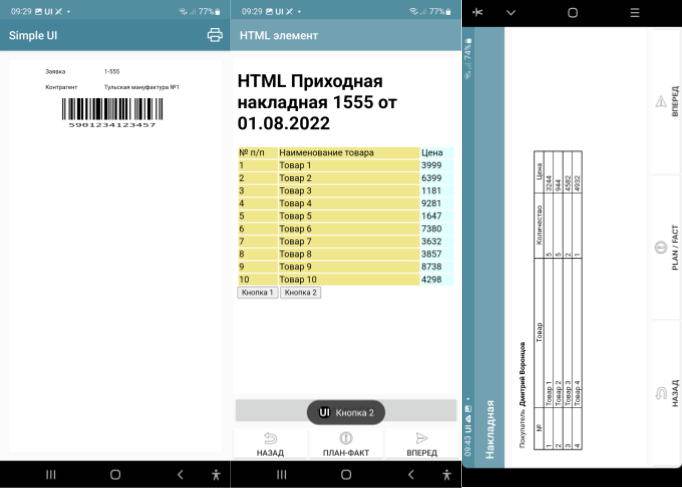 09:29 UI
77%
Simple UI
Заявка 1-555
Контрагент Тульская мануфактура №1
5901234123457
09:29 UI
77%
HTML элемент
HTML Приходная
накладная 1555 от
01.08.2022
№ п/п Наименование товара Цена
1 Товар 1 3999
2 Товар 2 6399
3 Товар 3 1181
4 Товар 4 9281
5 Товар 5 1647
6 Товар 6 7380
7 Товар 7 3632
8 Товар 8 3857
9 Товар 9 8738
10 Товар 10 4298
Кнопка 1 Кнопка 2
UI Кнопка 2
НАЗАД ПЛАН-ФАКТ ВПЕРЕД
09:43 UI
74%
Накладная
Покупатель Дмитрий Воронцов
№ Товар Количество Цена
1 Товар 1 5 3244
2 Товар 2 5 944
3 Товар 3 2 4582
4 Товар 4 1 4932
НАЗАД PLAN / FACT ВПЕРЕД